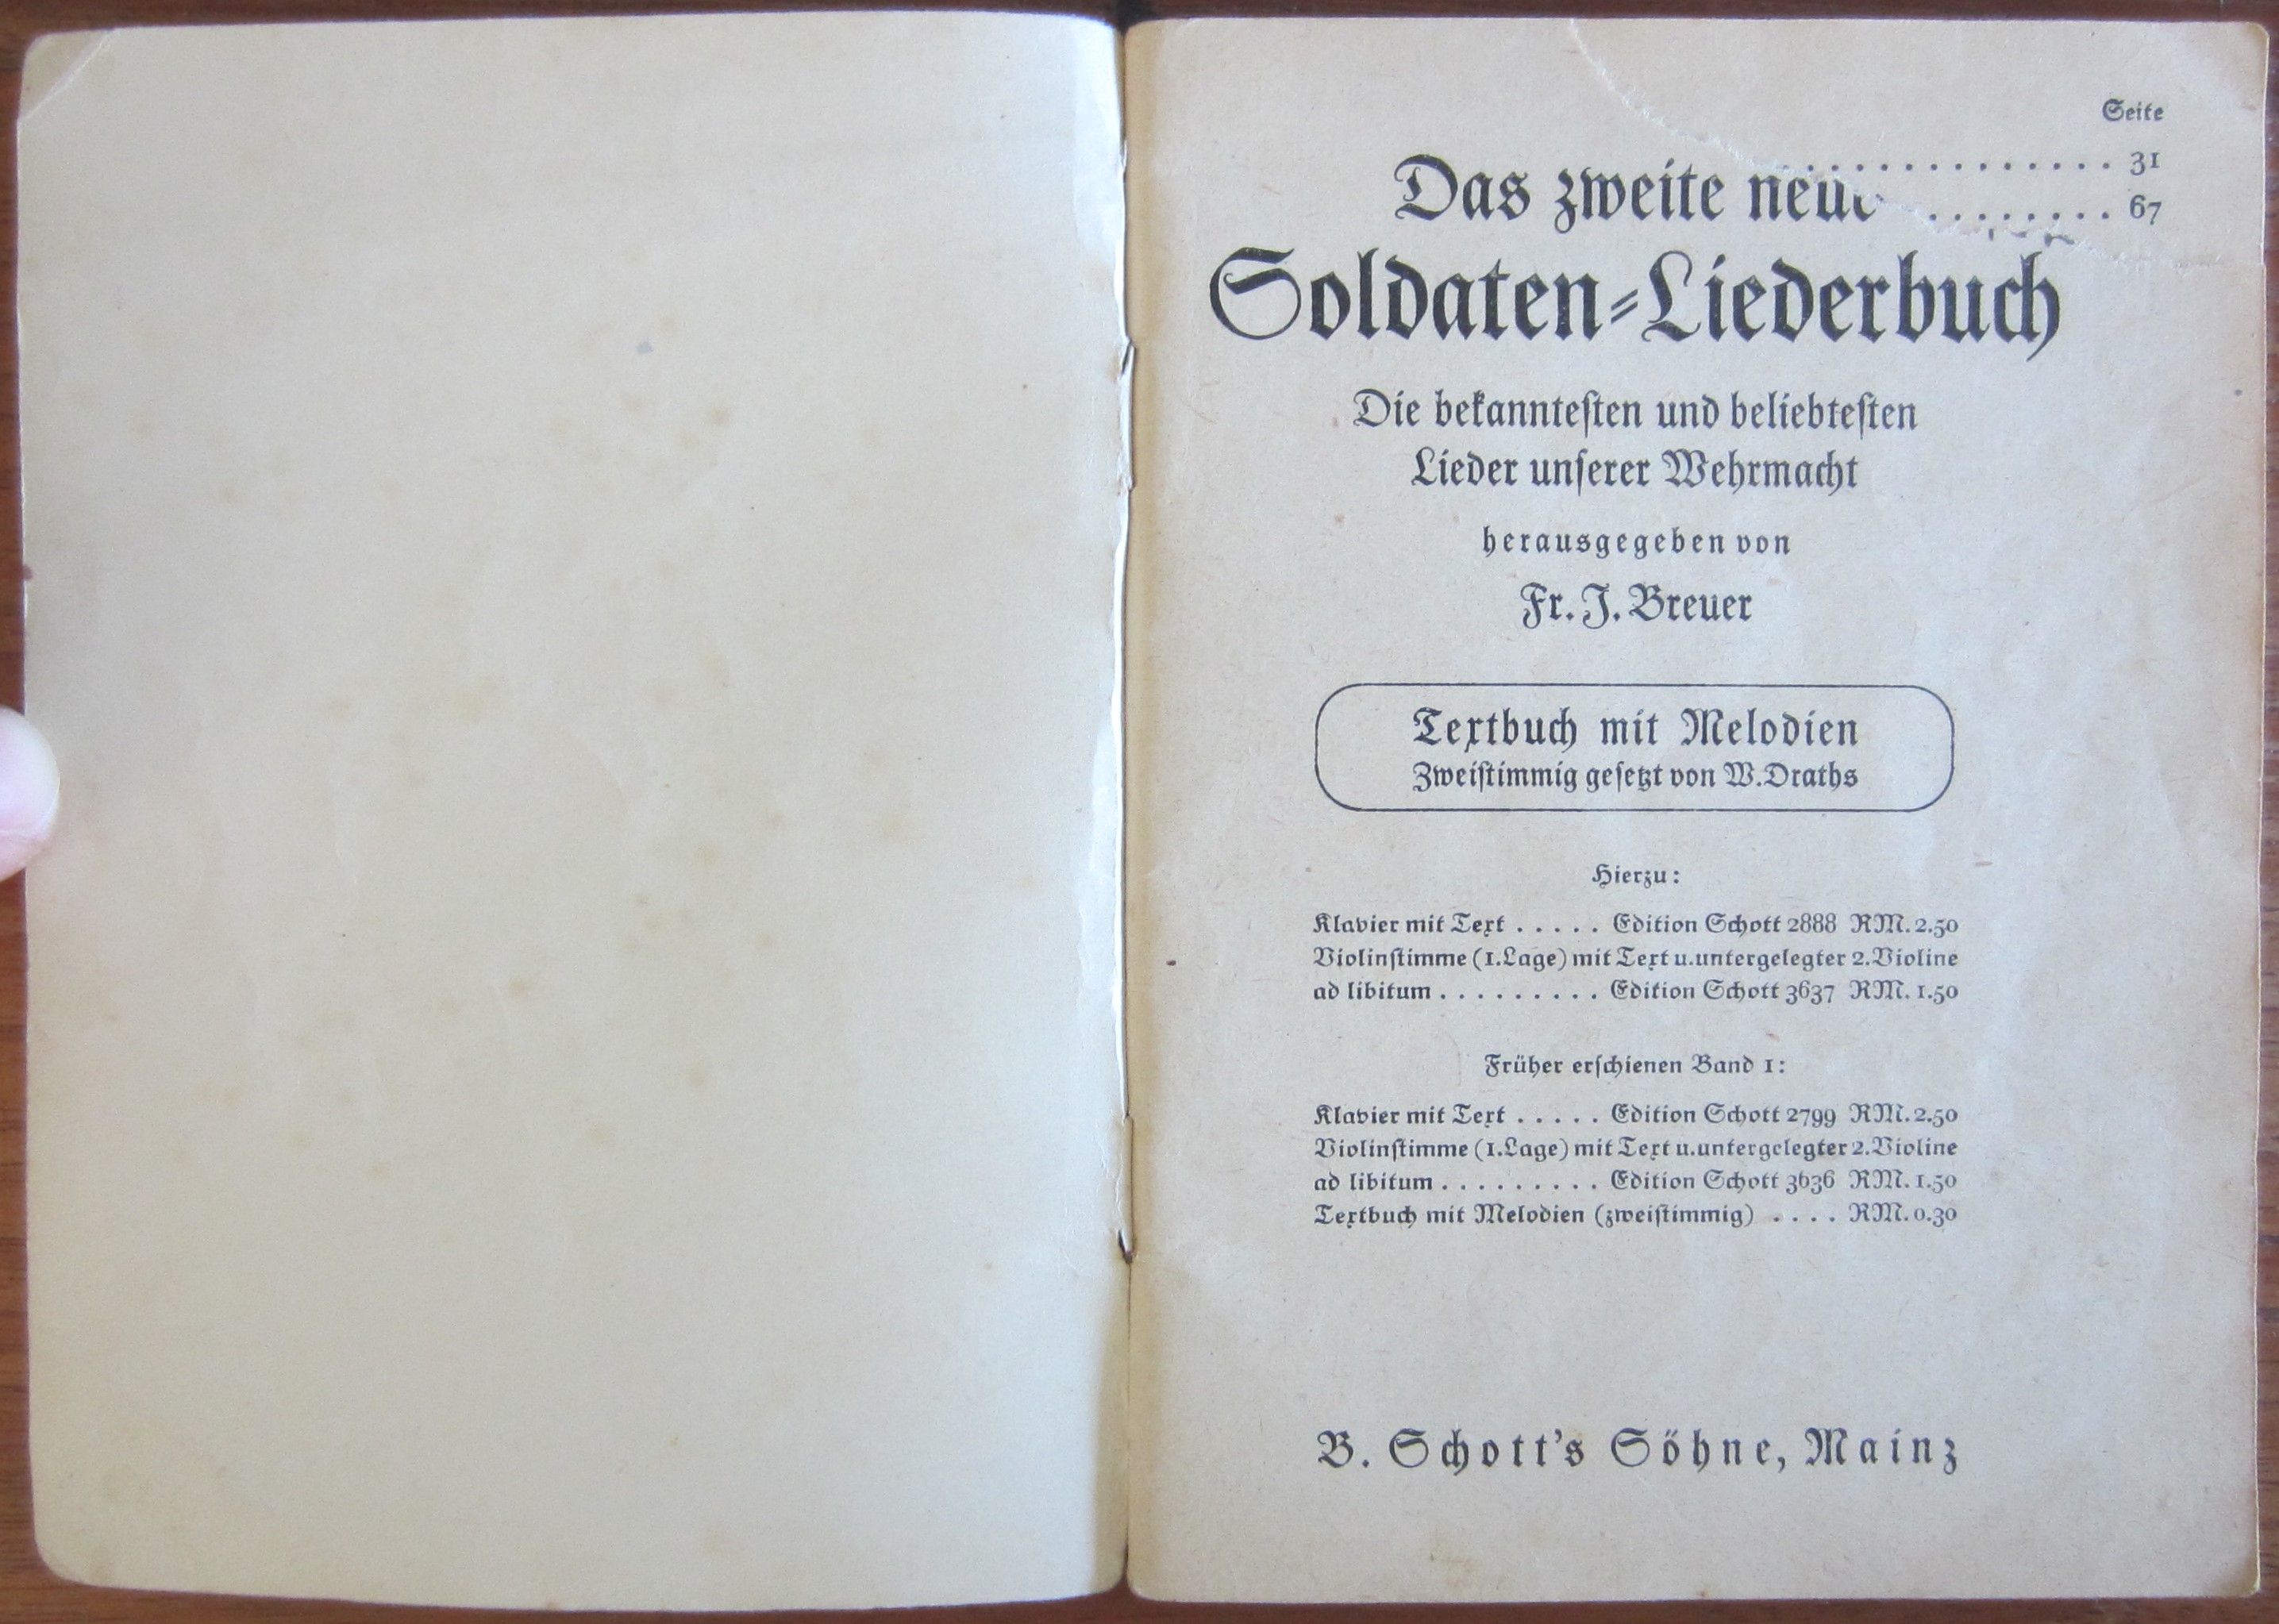 Seite
. . . . . . . . . . . . . . 31
Das zweite neue
. . . . . . . . 67
Soldaten-Liederbuch
Die bekannteſten und beliebteſten
Lieder unſerer Wehrmacht
herausgegeben von
Fr. J. Breuer
Textbuch mit Melodien
Zweiſtimmig geſetzt von W. Draths
Hierzu:
Klavier mit Text . . . . . Edition Schott 2888 RM. 2.50
Violinſtimme (1. Lage) mit Text u. untergelegter 2. Violine
ad libitum . . . . . . . . . Edition Schott 3637 RM. 1.50
Früher erſchienen Band 1:
Klavier mit Text . . . . . Edition Schott 2799 RM. 2.50
Violinſtimme (1. Lage) mit Text u. untergelegter 2. Violine
ad libitum . . . . . . . . . Edition Schott 3636 RM. 1.50
Textbuch mit Melodien (zweiſtimmig) . . . . RM. 0.30
B. Schott's Söhne, Mainz